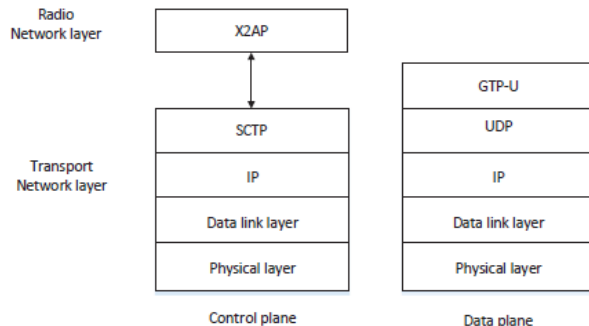 Radio
Network layer
X2AP
GTP-U
SCTP
UDP
Transport
Network layer
IP
IP
Data link layer
Data link layer
Physical layer
Physical layer
Control plane
Data plane